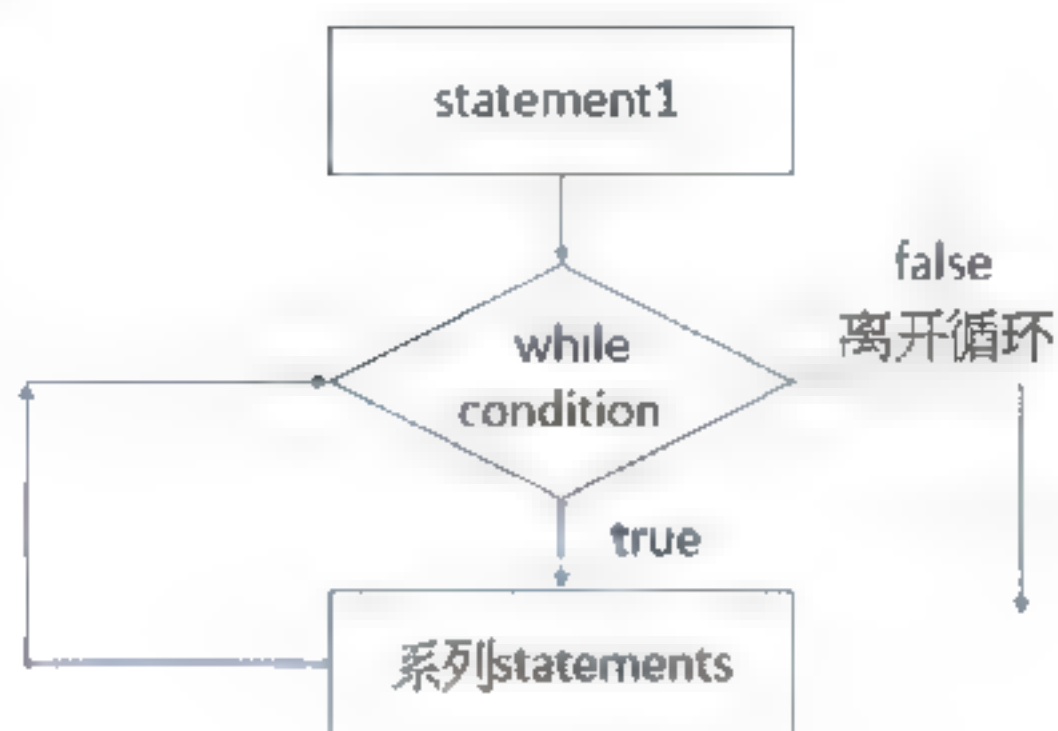 statement1
false
离开循环
while
condition
true
系列statements